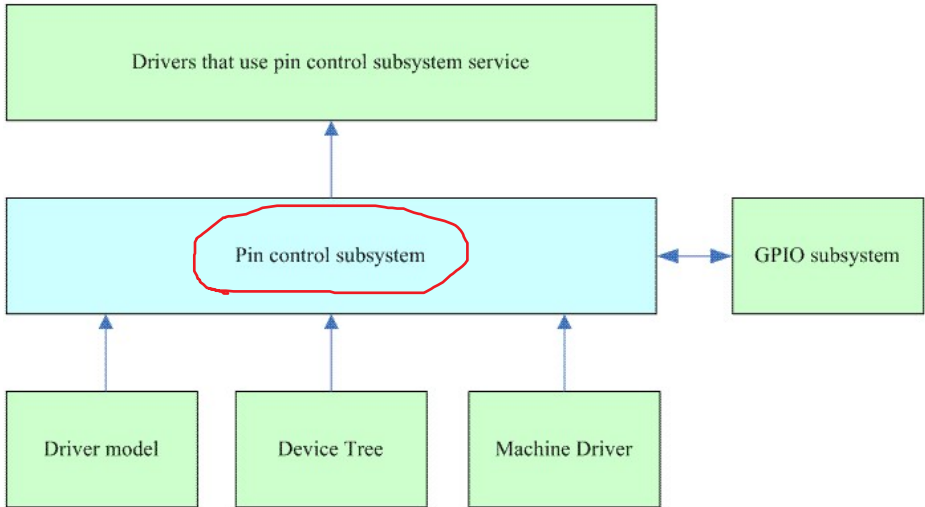 Drivers that use pin control subsystem service
Pin control subsystem
GPIO subsystem
Driver model
Device Tree
Machine Driver